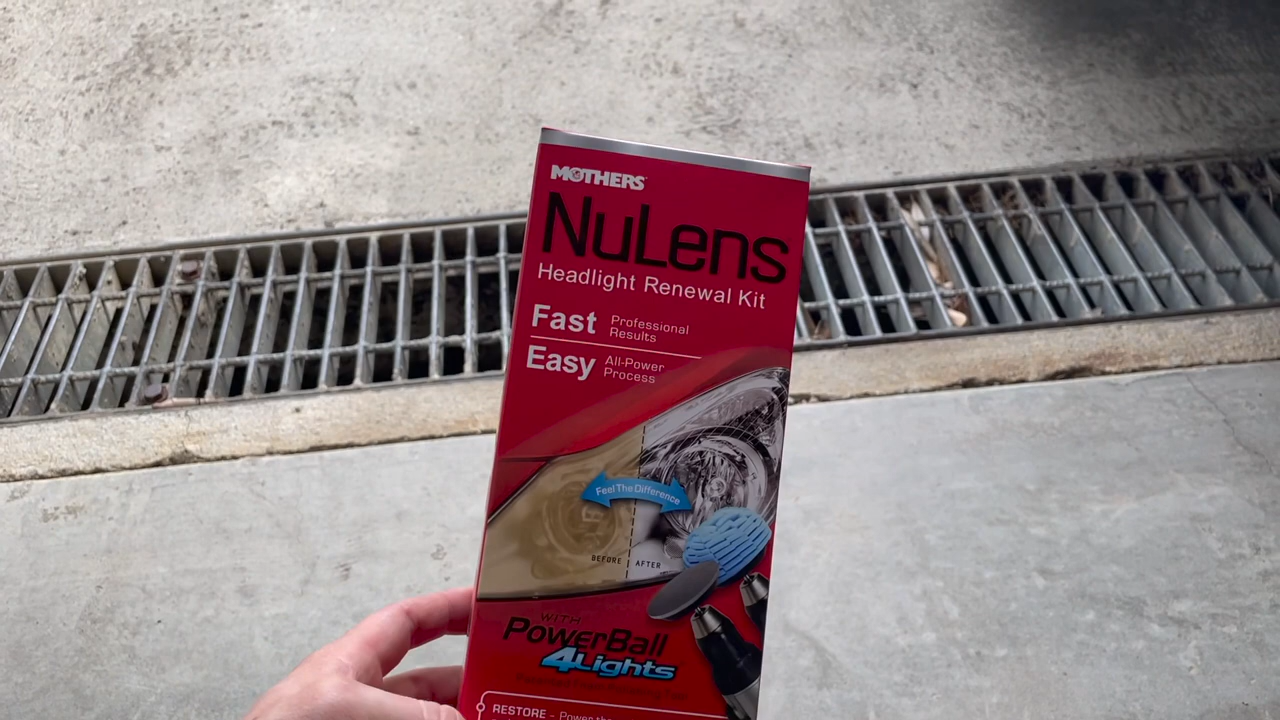 MOTHERS
NuLens
Headlight Renewal Kit
Fast Professional
Results
Easy All-Power
Process
Feel The Difference
BEFORE AFTER
WITH
PowerBall
4Lights
RESTORE - Power